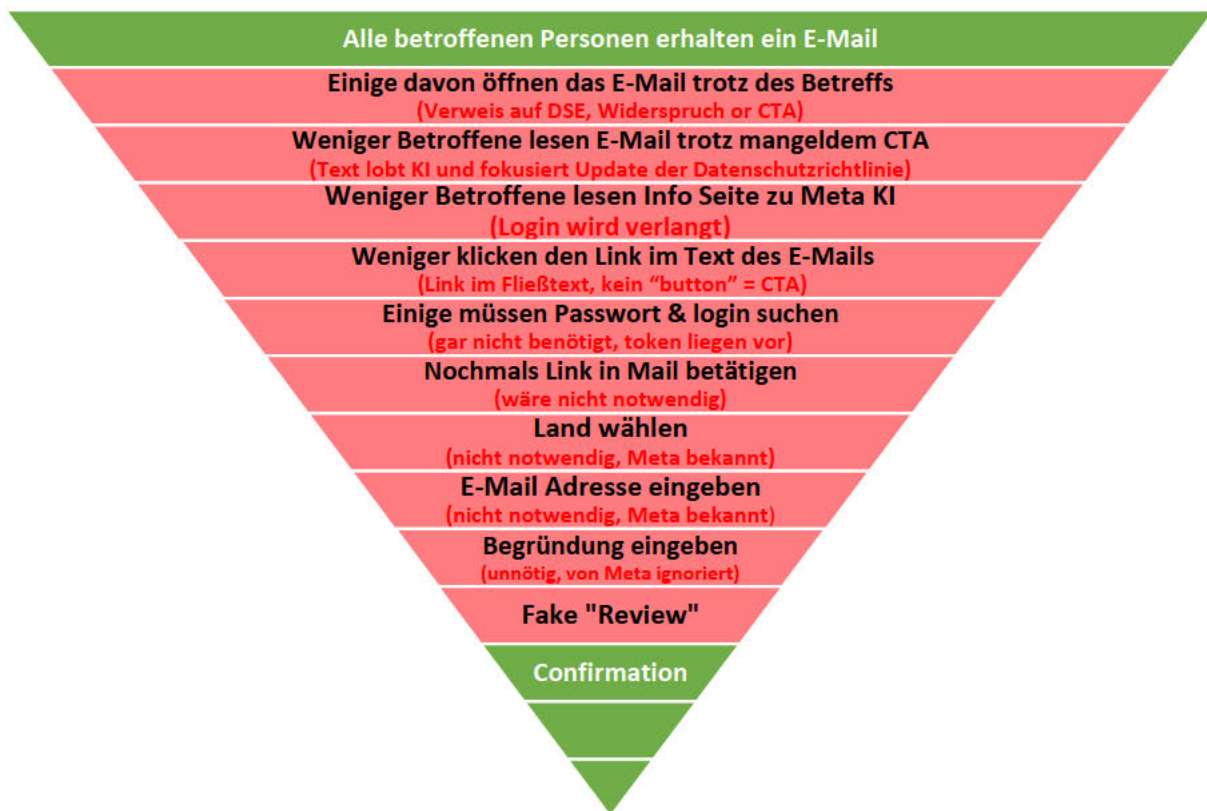 Alle betroffenen Personen erhalten ein E-Mail
Einige davon öffnen das E-Mail trotz des Betreffs
(Verweis auf DSE, Widerspruch or CTA)
Weniger Betroffene lesen E-Mail trotz mangeldem CTA
(Text lobt KI und fokusiert Update der Datenschutzrichtlinie)
Weniger Betroffene lesen Info Seite zu Meta KI
(Login wird verlangt)
Weniger klicken den Link im Text des E-Mails
(Link im Fließtext, kein “button” = CTA)
Einige müssen Passwort & login suchen
(gar nicht benötigt, token liegen vor)
Nochmals Link in Mail betätigen
(wäre nicht notwendig)
Land wählen
(nicht notwendig, Meta bekannt)
E-Mail Adresse eingeben
(nicht notwendig, Meta bekannt)
Begründung eingeben
(unnötig, von Meta ignoriert)
Fake "Review"
Confirmation